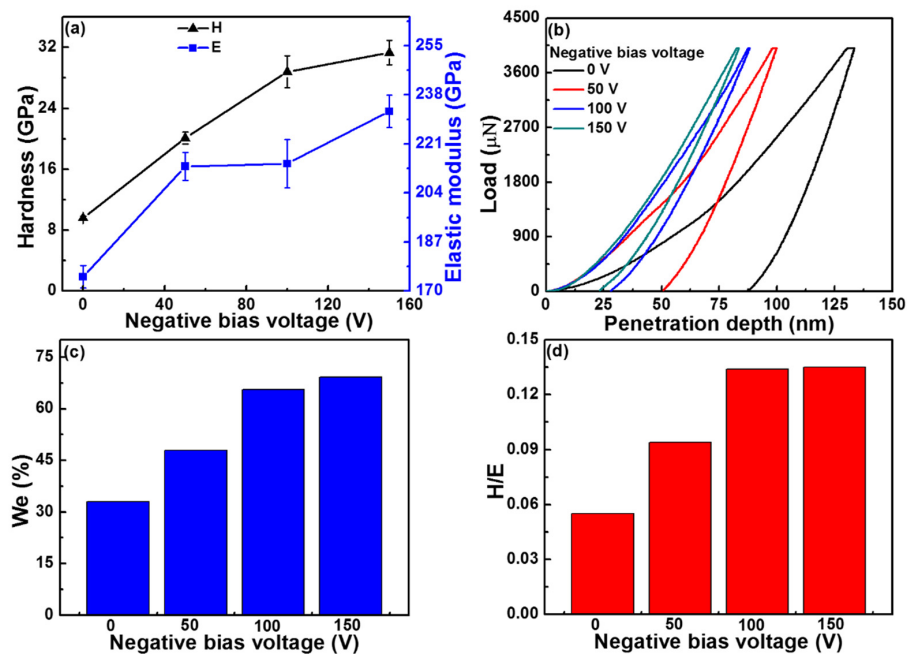 (a)
H
E
Hardness (GPa)
32
24
16
8
0
0 40 80 120 160
Negative bias voltage (V)
Elastic modulus (GPa)
255
238
221
204
187
170
(b)
Negative bias voltage
0 V
50 V
100 V
150 V
Load (μN)
4500
3600
2700
1800
900
0
0 25 50 75 100 125 150
Penetration depth (nm)
(c)
We (%)
75
60
45
30
15
0
0 50 100 150
Negative bias voltage (V)
(d)
H/E
0.15
0.12
0.09
0.06
0.03
0.00
0 50 100 150
Negative bias voltage (V)